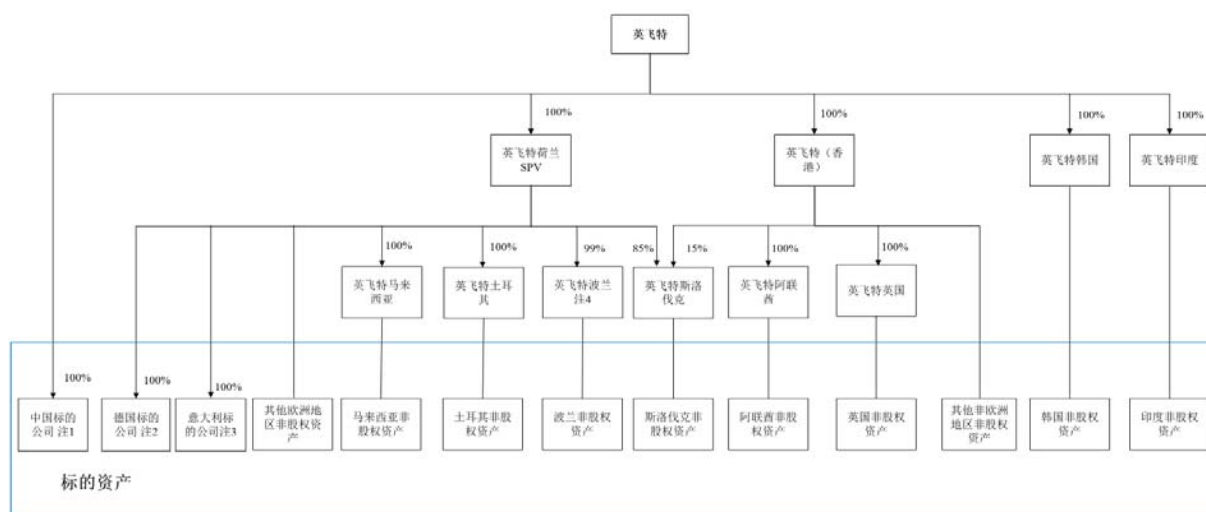 英飞特
100%
100%
100%
100%
英飞特荷兰
SPV
英飞特（香
港）
英飞特韩国
英飞特印度
100%
100%
99%
85%
15%
100%
100%
英飞特马来
西亚
英飞特土耳
其
英飞特波兰
注4
英飞特斯洛
伐克
英飞特阿联
酋
英飞特英国
100%
100%
100%
中国标的
公司 注1
德国标的
公司 注2
意大利标
的公司注3
其他欧洲地
区非股权资
产
马来西亚非
股权资产
土耳其非股
权资产
波兰非股权
资产
斯洛伐克非
股权资产
阿联酋非股
权资产
英国非股权
资产
其他非欧洲
地区非股权
资产
韩国非股权
资产
印度非股权
资产
标的资产